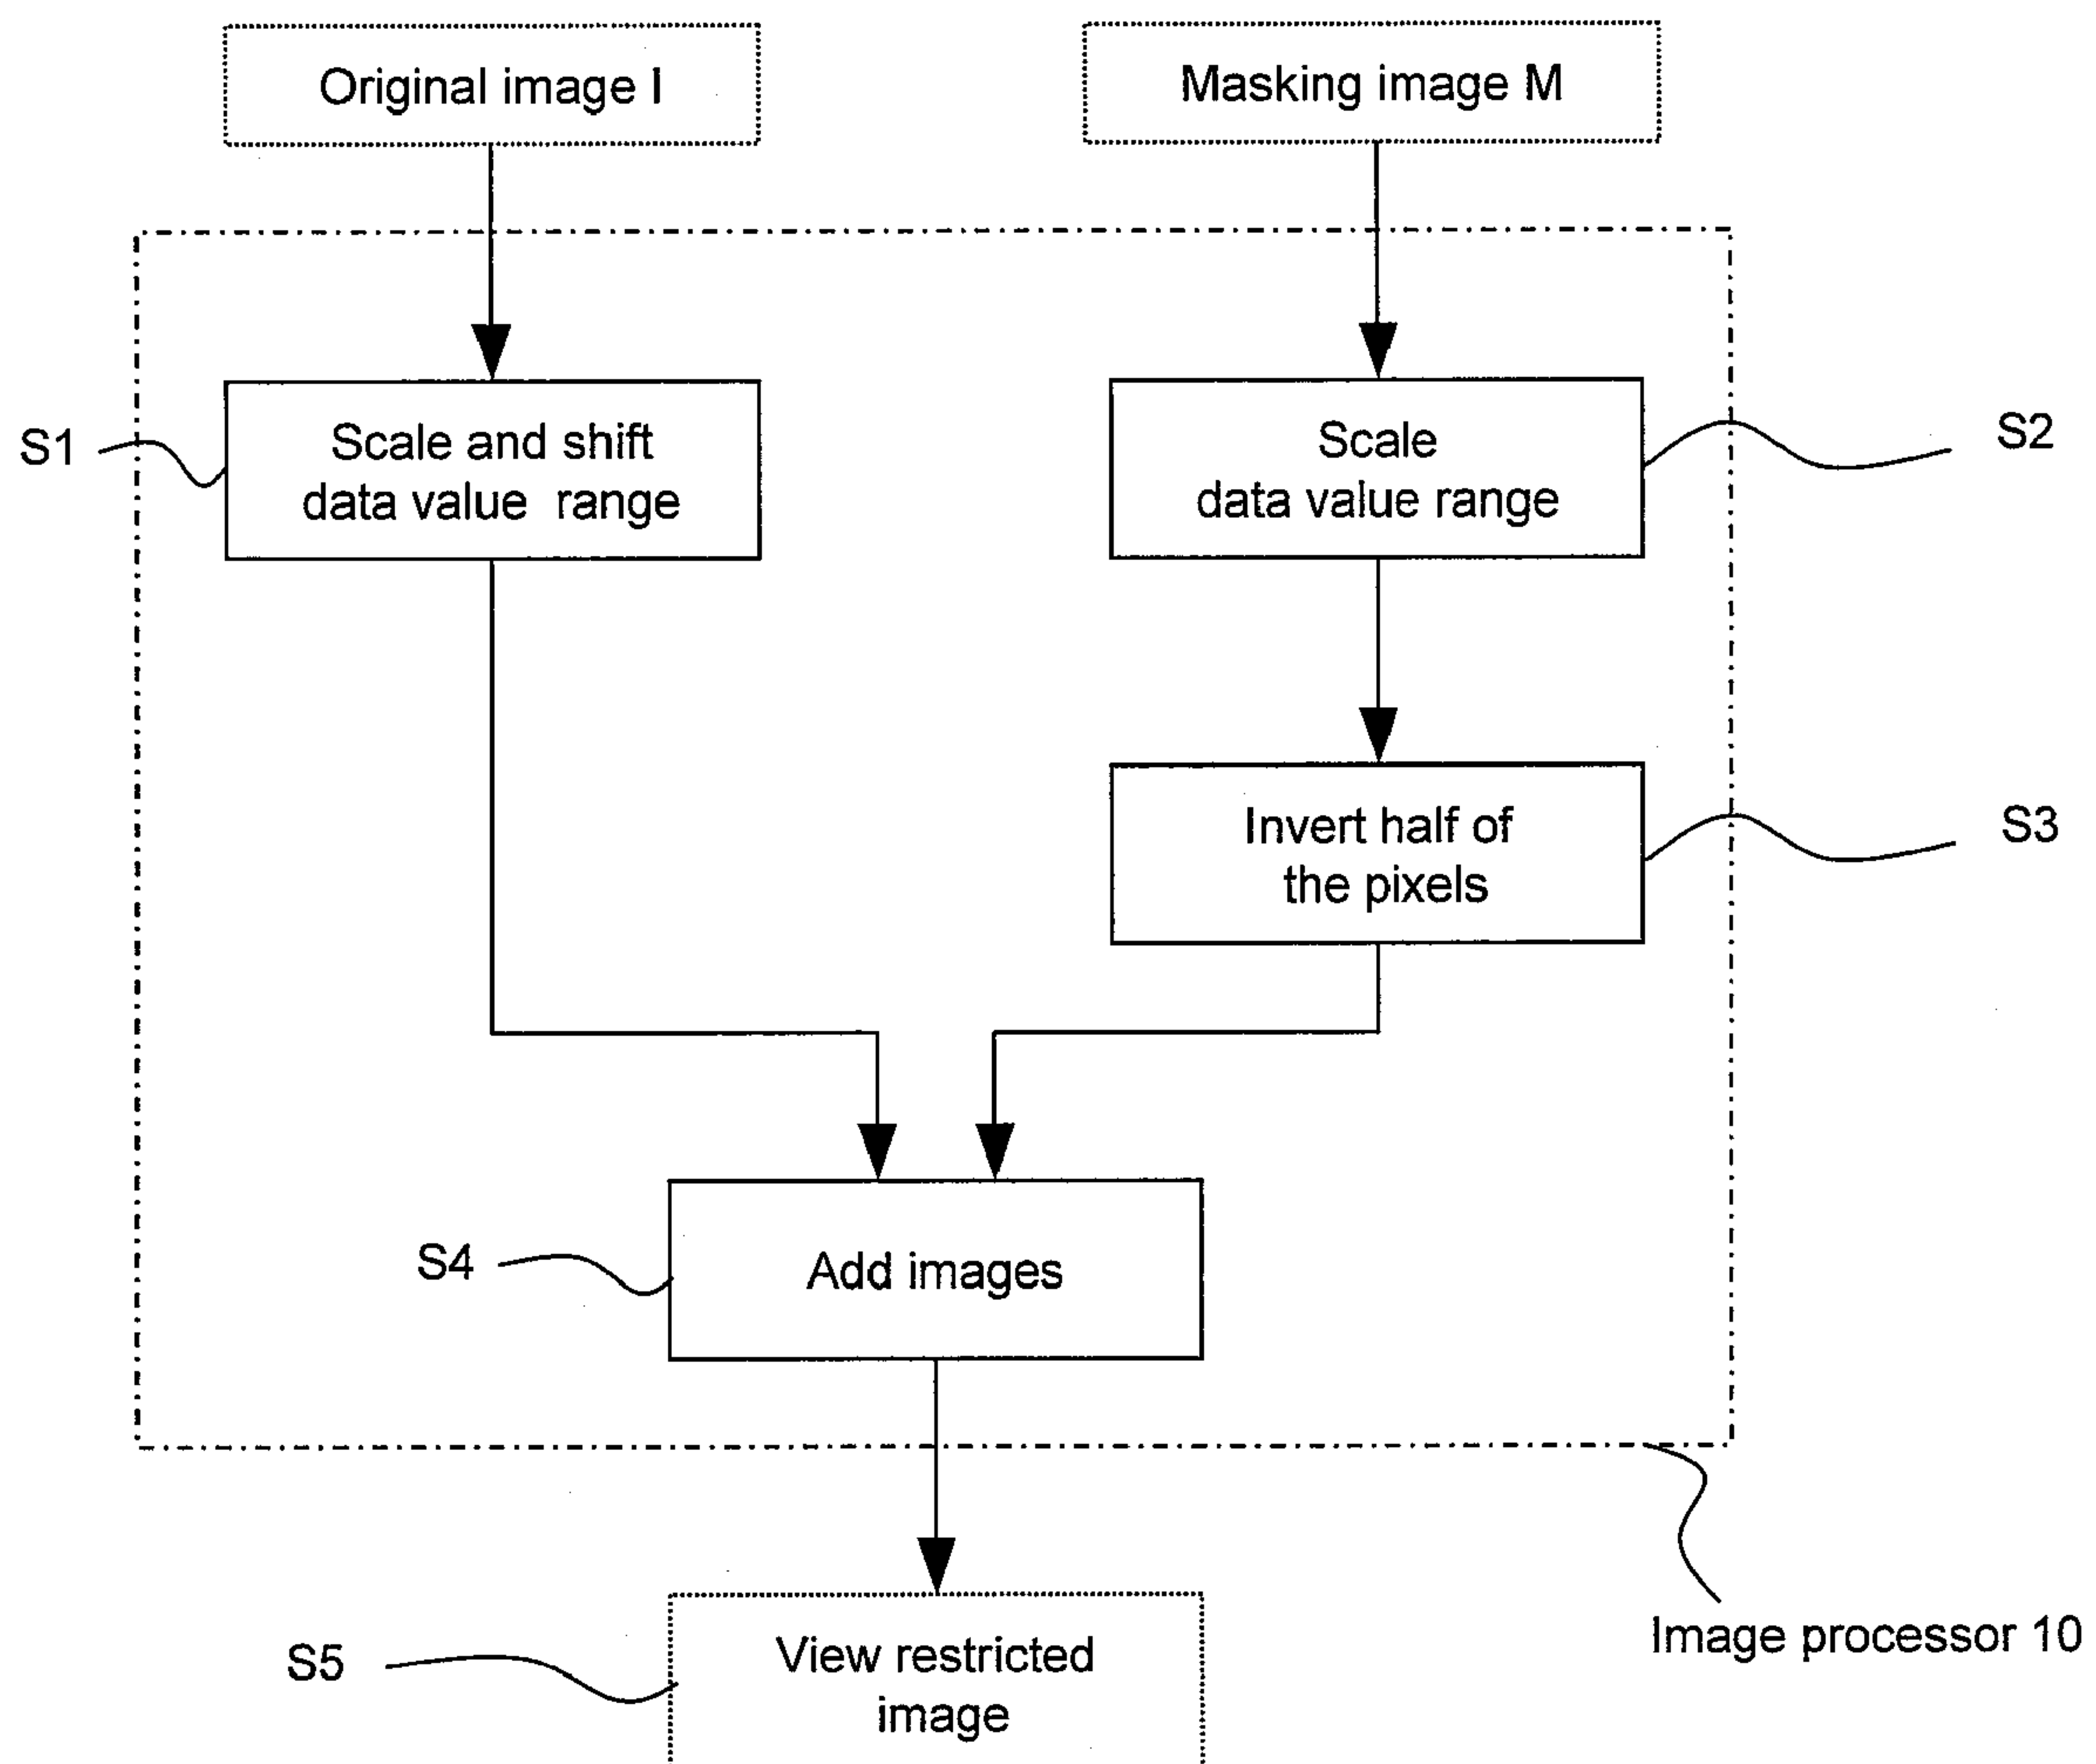 Original image I
Masking image M
S1
Scale and shift
data value range
Scale
data value range
S2
Invert half of
the pixels
S3
S4
Add images
S5
View restricted
image
Image processor 10